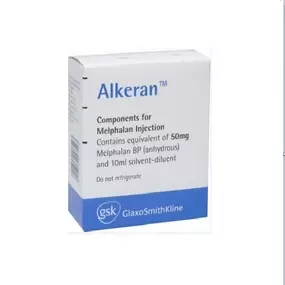 Alkeran™
Components for
Melphalan Injection
Contains equivalent of 50mg
Melphalan BP (anhydrous)
and 10ml solvent-diluent
Do not refrigerate
gsk GlaxoSmithKline